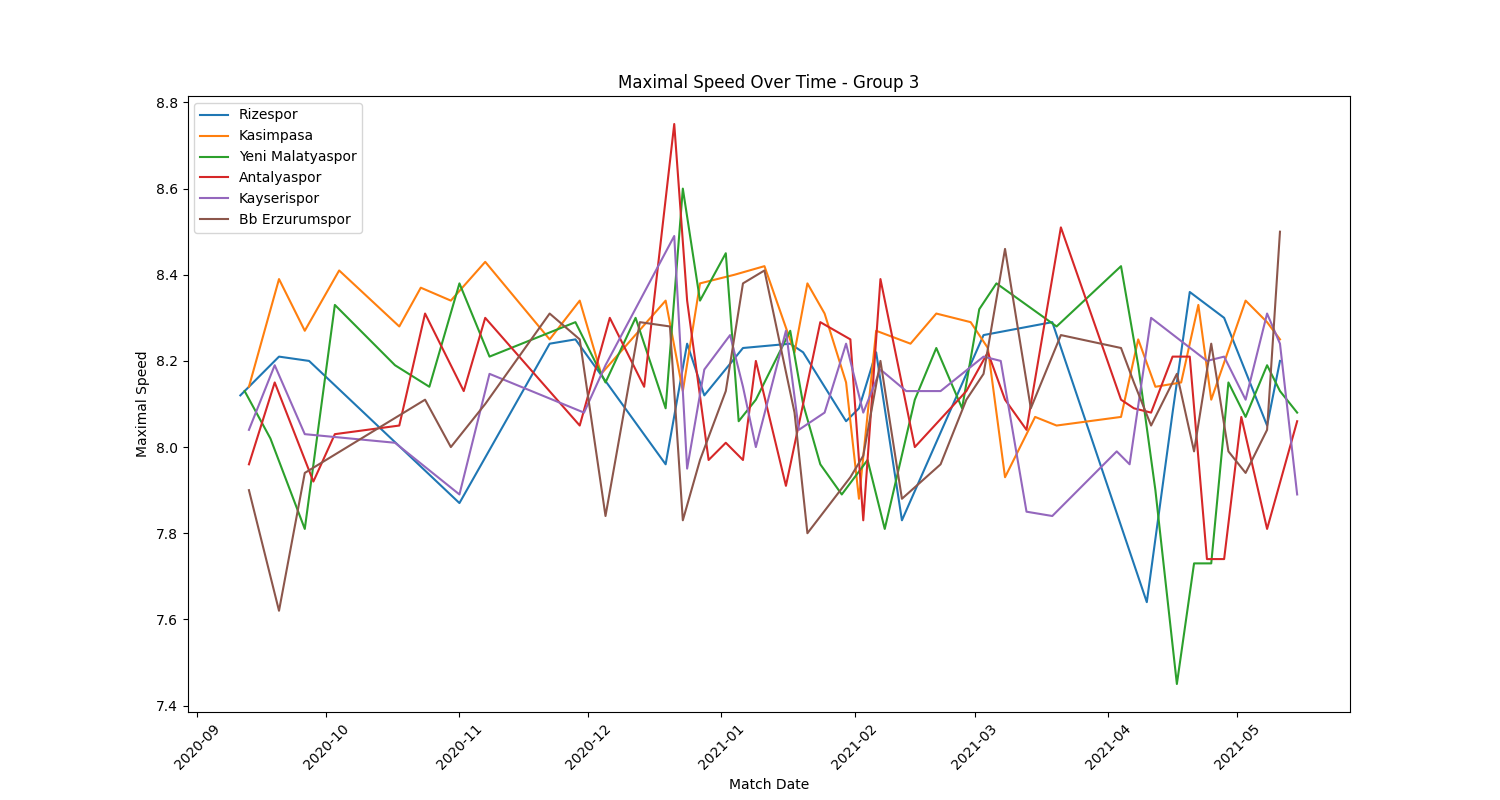 Maximal Speed Over Time - Group 3
Rizespor
Kasimpasa
Yeni Malatyaspor
Antalyaspor
Kayserispor
Bb Erzurumspor
Maximal Speed
8.8
8.6
8.4
8.2
8.0
7.8
7.6
7.4
2020-09
2020-10
2020-11
2020-12
2021-01
2021-02
2021-03
2021-04
2021-05
Match Date